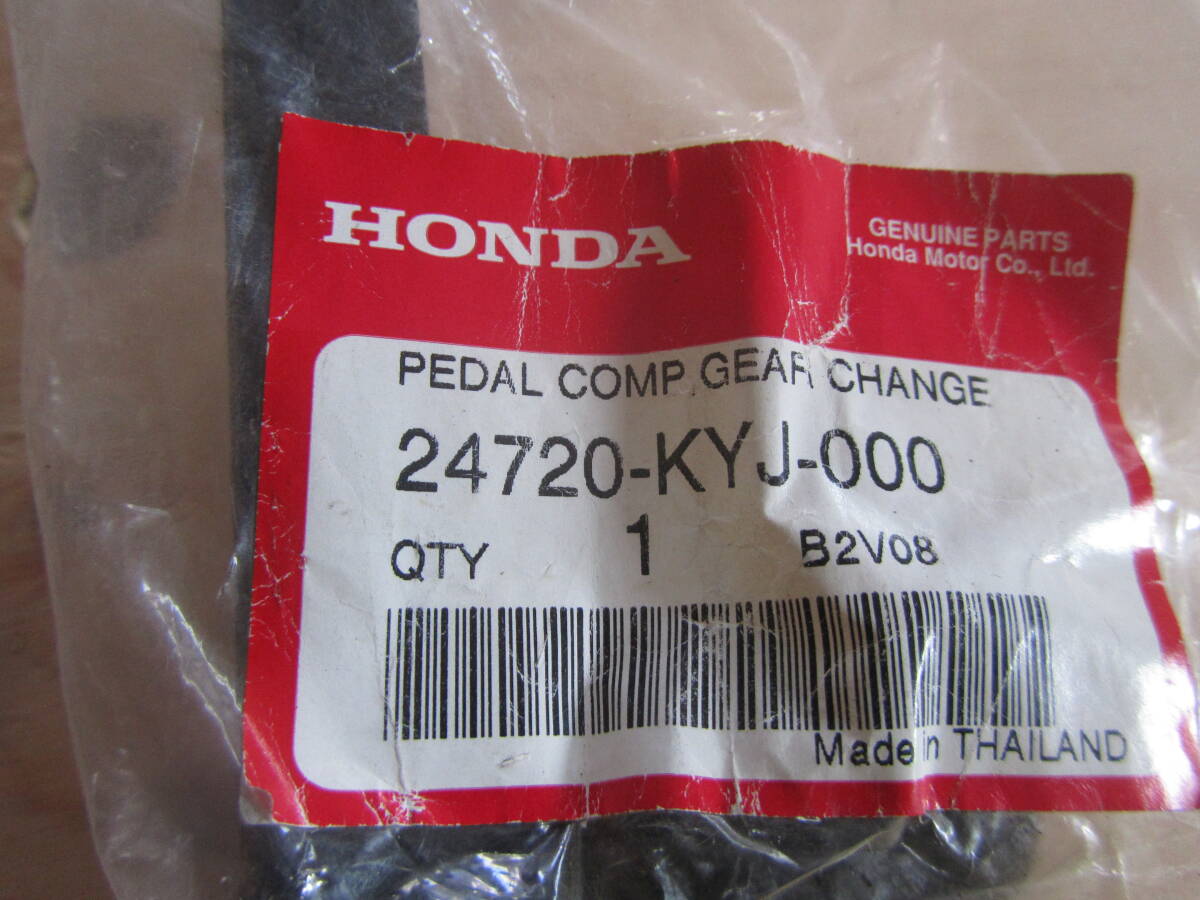 HONDA
GENUINE PARTS
Honda Motor Co., Ltd.
PEDAL COMP, GEAR CHANGE
24720-KYJ-000
QTY 1 B2V08
Made in THAILAND